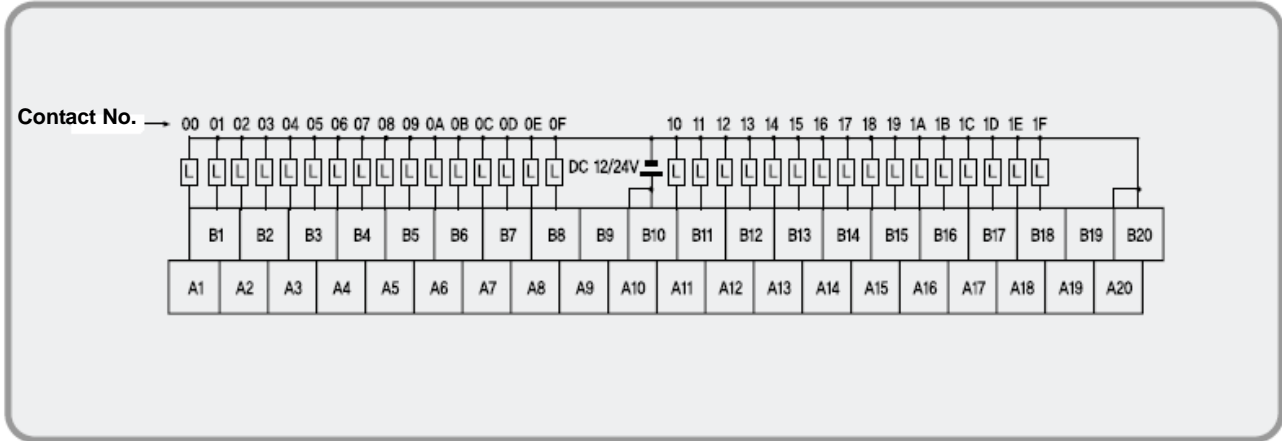 Contact No. 00 01 02 03 04 05 06 07 08 09 0A 0B 0C 0D 0E 0F 10 11 12 13 14 15 16 17 18 19 1A 1B 1C 1D 1E 1F
L L L L L L L L L L L L L L L L DC 12/24V L L L L L L L L L L L L L L L L
B1 B2 B3 B4 B5 B6 B7 B8 B9 B10 B11 B12 B13 B14 B15 B16 B17 B18 B19 B20
A1 A2 A3 A4 A5 A6 A7 A8 A9 A10 A11 A12 A13 A14 A15 A16 A17 A18 A19 A20